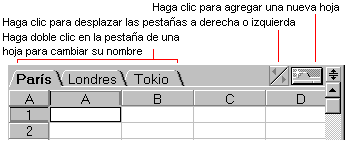 Haga clic para agregar una nueva hoja
Haga clic para desplazar las pestañas a derecha o izquierda
Haga doble clic en la pestaña de una
hoja para cambiar su nombre
París Londres Tokio
A A B C D
1
2